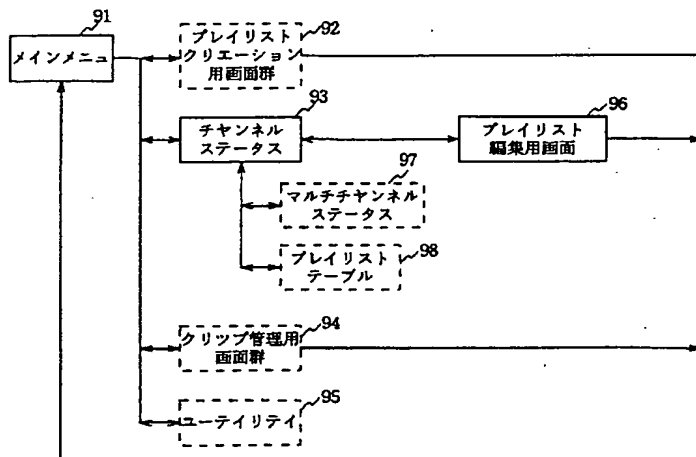 91
メインメニュ
92
プレイリスト
クリエーション
用画面群
93
チャンネル
ステータス
96
プレイリスト
編集用画面
97
マルチチャンネル
ステータス
98
プレイリスト
テーブル
94
クリツプ管理用
画面群
95
ユーテイリテイ